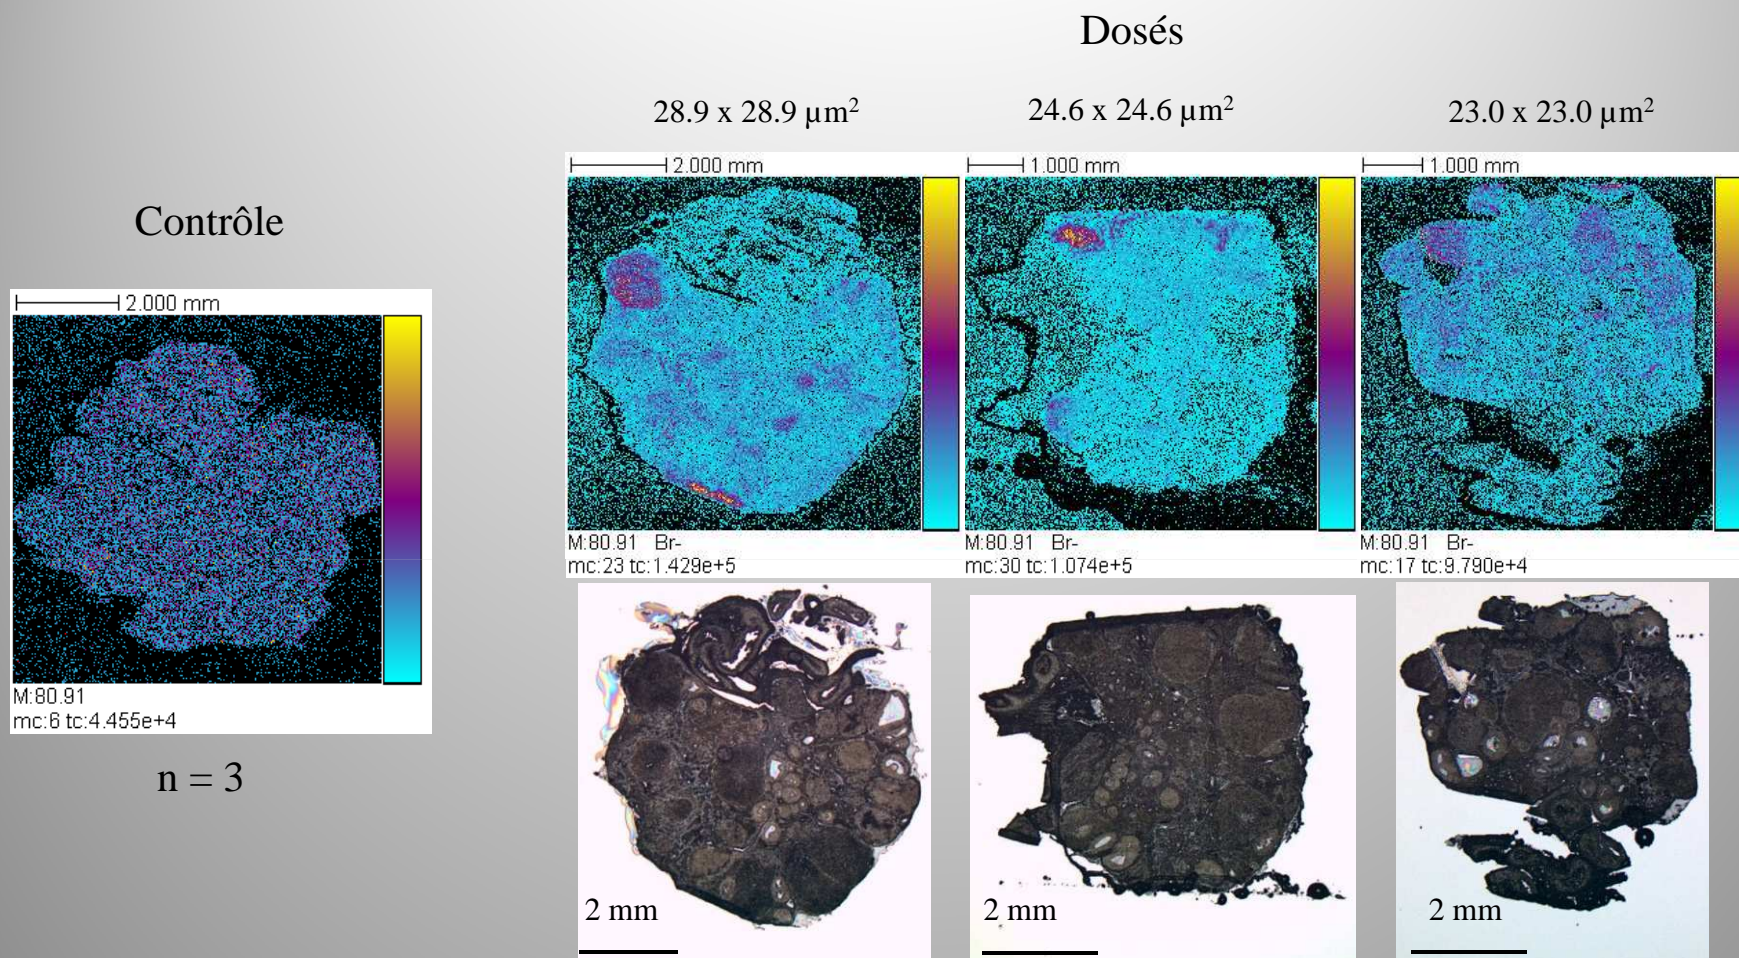 Dosés
28.9 x 28.9 µm²
24.6 x 24.6 µm²
23.0 x 23.0 µm²
2.000 mm
1.000 mm
1.000 mm
Contrôle
2.000 mm
M:80.91 Br-
mc:23 tc:1.429e+5
M:80.91 Br-
mc:30 tc:1.074e+5
M:80.91 Br-
mc:17 tc:9.790e+4
M:80.91
mc:6 tc:4.455e+4
n = 3
2 mm
2 mm
2 mm